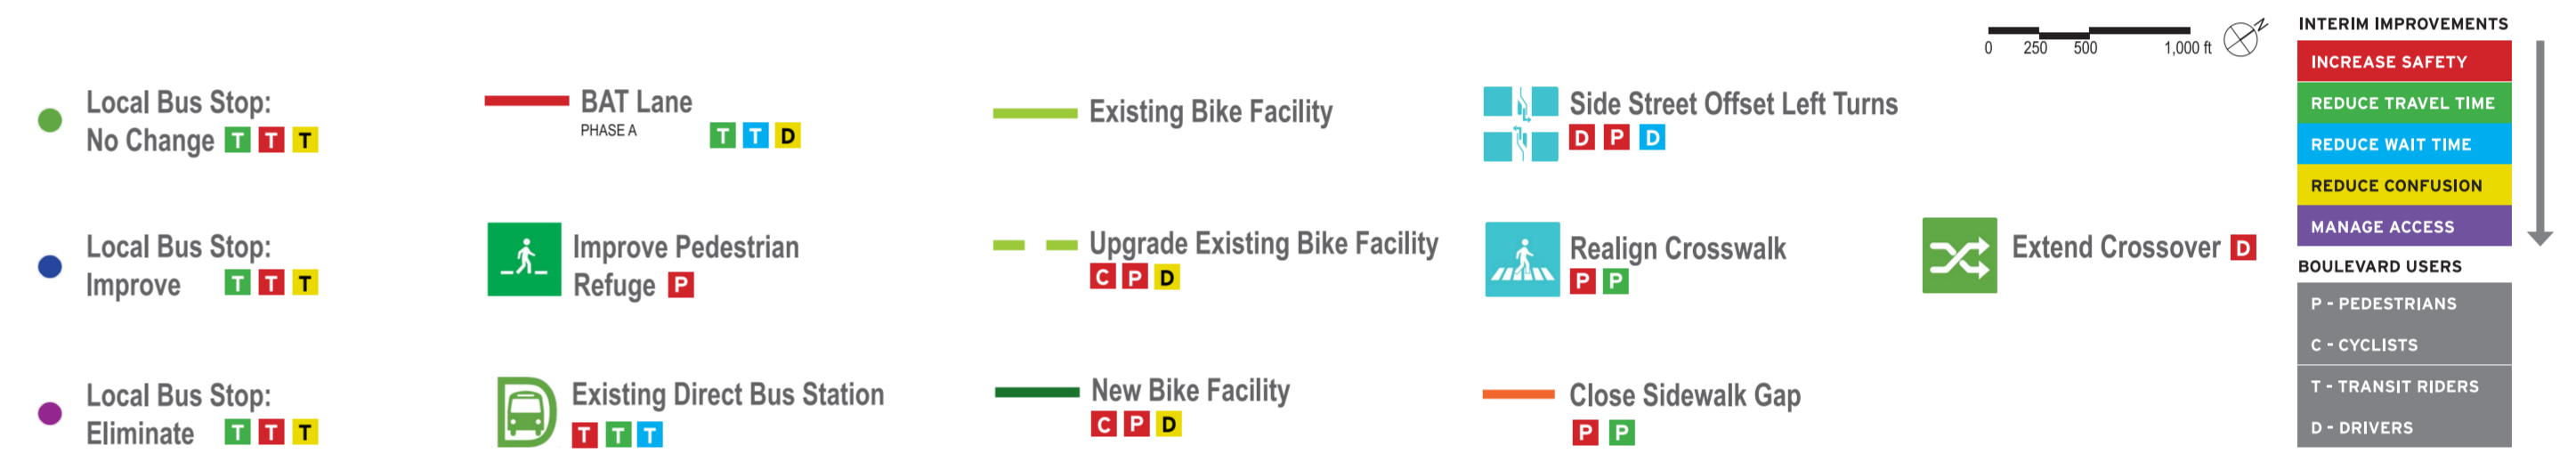 Local Bus Stop:
No Change T T T
Local Bus Stop:
Improve T T T
Local Bus Stop:
Eliminate T T T
BAT Lane
PHASE A T T D
Improve Pedestrian
Refuge P
Existing Direct Bus Station
T T T
Existing Bike Facility
Upgrade Existing Bike Facility
C P D
New Bike Facility
C P D
Side Street Offset Left Turns
D P D
Realign Crosswalk
P P
Close Sidewalk Gap
P P
Extend Crossover D
0 250 500 1,000 ft N
INTERIM IMPROVEMENTS
INCREASE SAFETY
REDUCE TRAVEL TIME
REDUCE WAIT TIME
REDUCE CONFUSION
MANAGE ACCESS
BOULEVARD USERS
P - PEDESTRIANS
C - CYCLISTS
T - TRANSIT RIDERS
D - DRIVERS